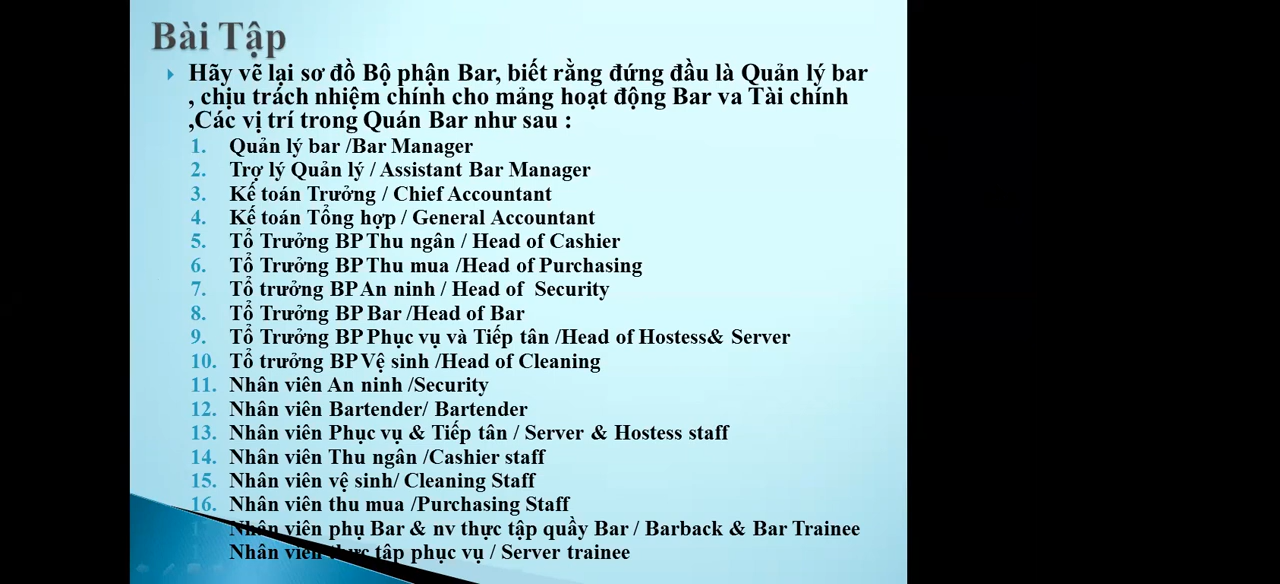 Bài Tập
Hãy vẽ lại sơ đồ Bộ phận Bar, biết rằng đứng đầu là Quản lý bar
, chịu trách nhiệm chính cho mảng hoạt động Bar va Tài chính
,Các vị trí trong Quán Bar như sau :
1. Quản lý bar /Bar Manager
2. Trợ lý Quản lý / Assistant Bar Manager
3. Kế toán Trưởng / Chief Accountant
4. Kế toán Tổng hợp / General Accountant
5. Tổ Trưởng BP Thu ngân / Head of Cashier
6. Tổ Trưởng BP Thu mua /Head of Purchasing
7. Tổ trưởng BP An ninh / Head of Security
8. Tổ Trưởng BP Bar /Head of Bar
9. Tổ Trưởng BP Phục vụ và Tiếp tân /Head of Hostess& Server
10. Tổ trưởng BP Vệ sinh /Head of Cleaning
11. Nhân viên An ninh /Security
12. Nhân viên Bartender/ Bartender
13. Nhân viên Phục vụ & Tiếp tân / Server & Hostess staff
14. Nhân viên Thu ngân /Cashier staff
15. Nhân viên vệ sinh/ Cleaning Staff
16. Nhân viên thu mua /Purchasing Staff
Nhân viên phụ Bar & nv thực tập quầy Bar / Barback & Bar Trainee
Nhân viên thực tập phục vụ / Server trainee